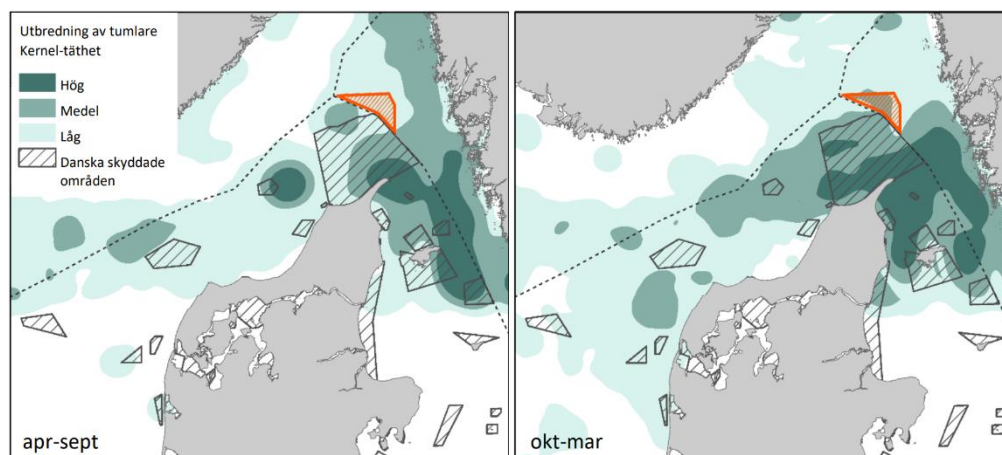 Utbredning av tumlare
Kernel-täthet
Hög
Medel
Låg
Danska skyddade
områden
apr-sept
okt-mar